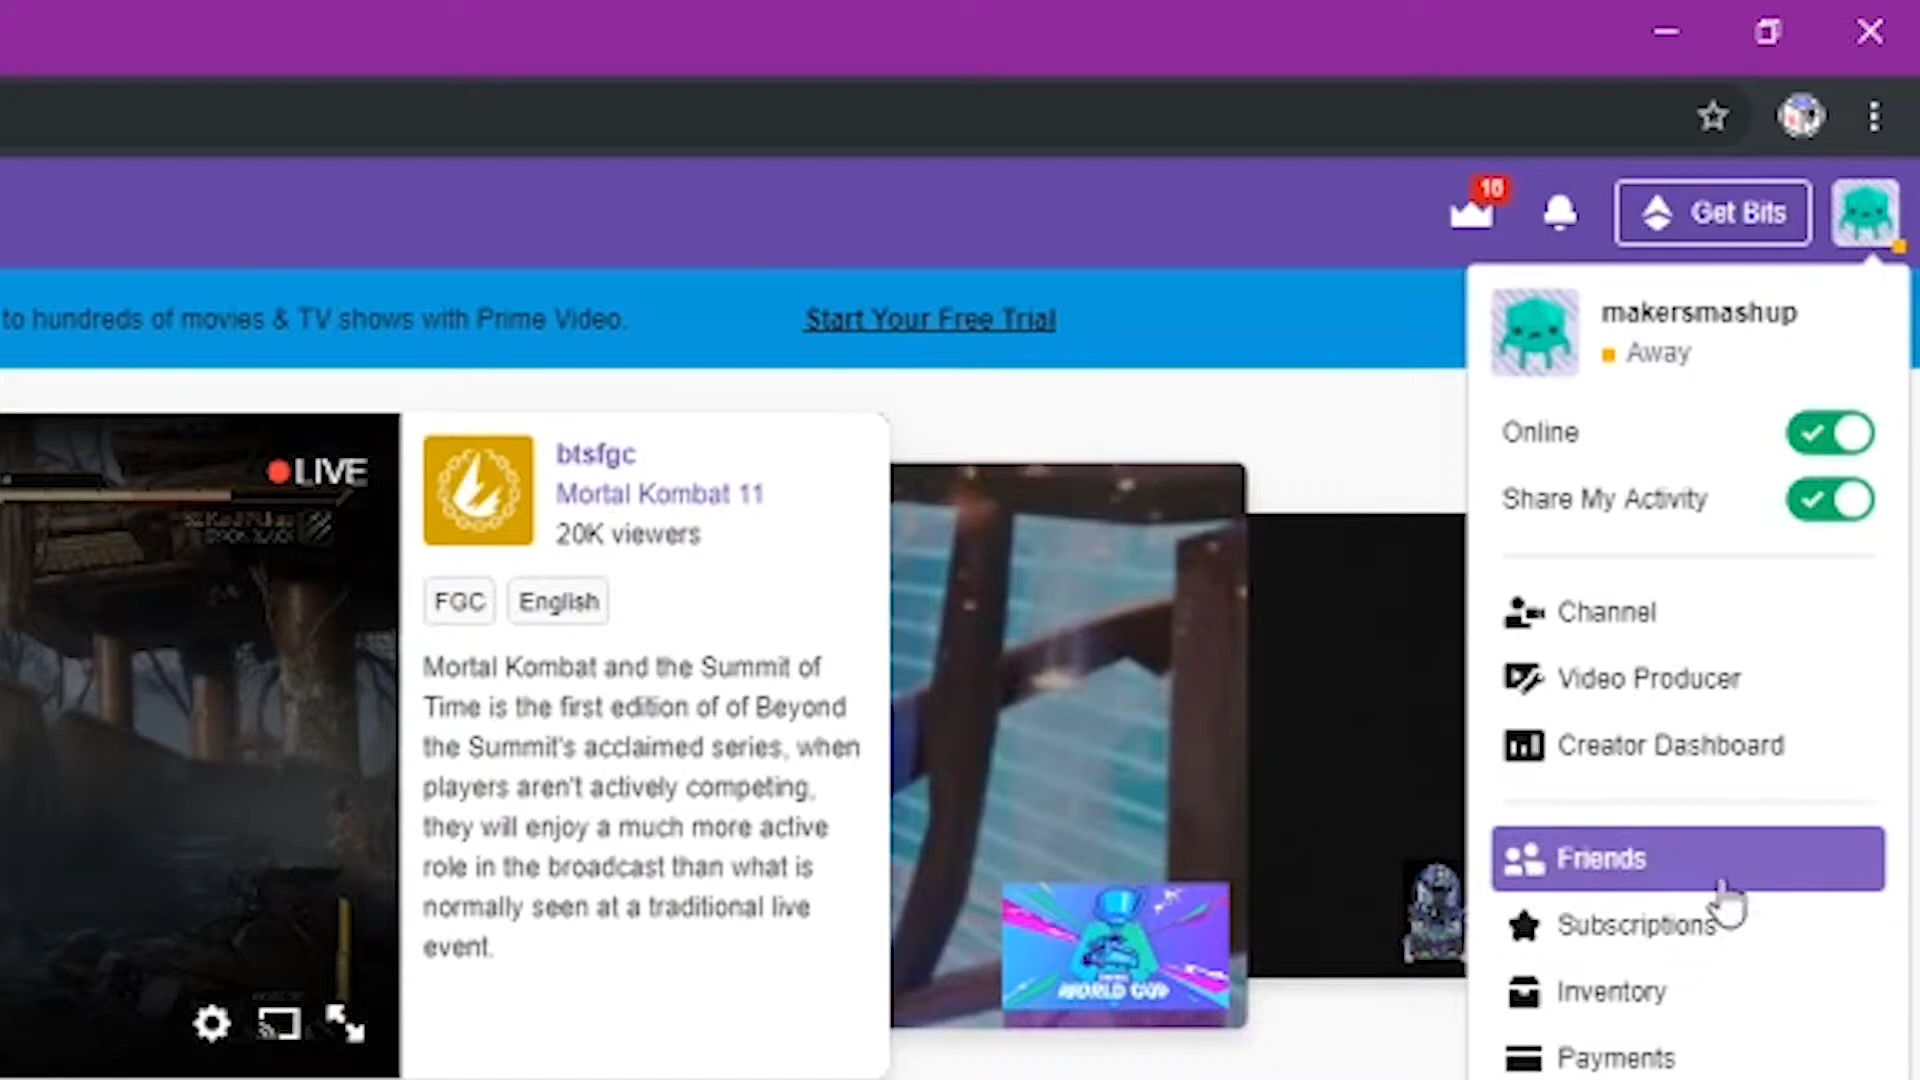 16
Get Bits
to hundreds of movies & TV shows with Prime Video.
Start Your Free Trial
makersmashup
Away
Online
Share My Activity
Channel
Video Producer
Creator Dashboard
Friends
Subscriptions
Inventory
Payments
LIVE
btsfgc
Mortal Kombat 11
20K viewers
FGC
English
Mortal Kombat and the Summit of
Time is the first edition of of Beyond
the Summit's acclaimed series, when
players aren't actively competing,
they will enjoy a much more active
role in the broadcast than what is
normally seen at a traditional live
event.
WORLD CUP